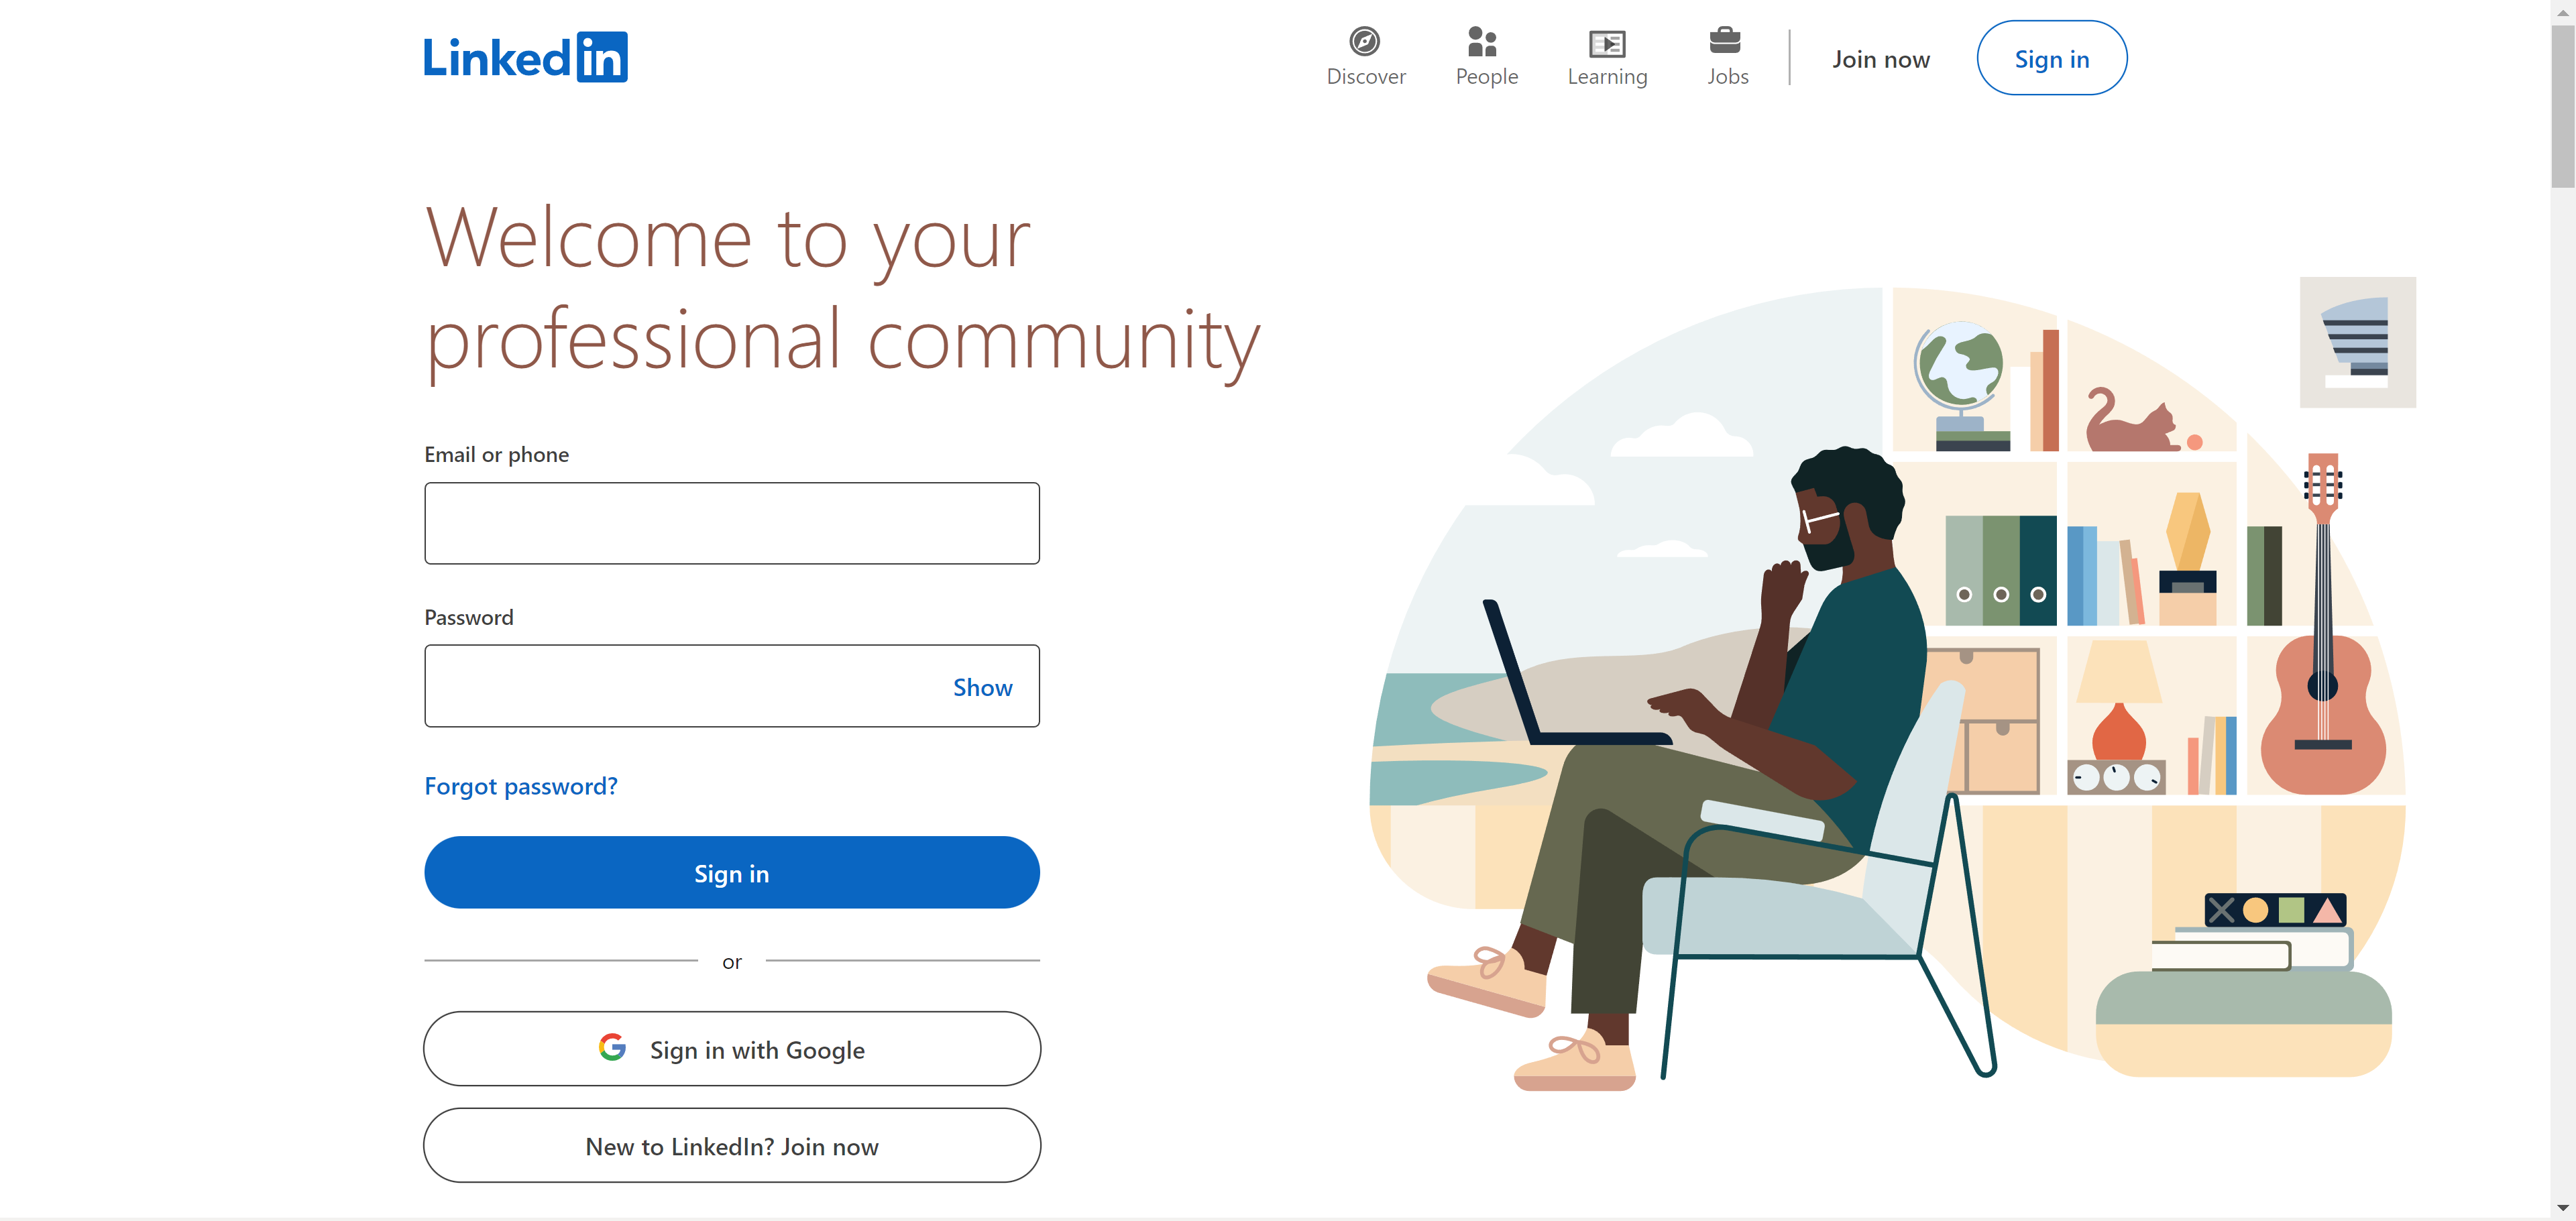 LinkedIn
Discover
People
Learning
Jobs
Join now
Sign in
Welcome to your
professional community
Email or phone
Password
Show
Forgot password?
Sign in
or
Sign in with Google
New to LinkedIn? Join now